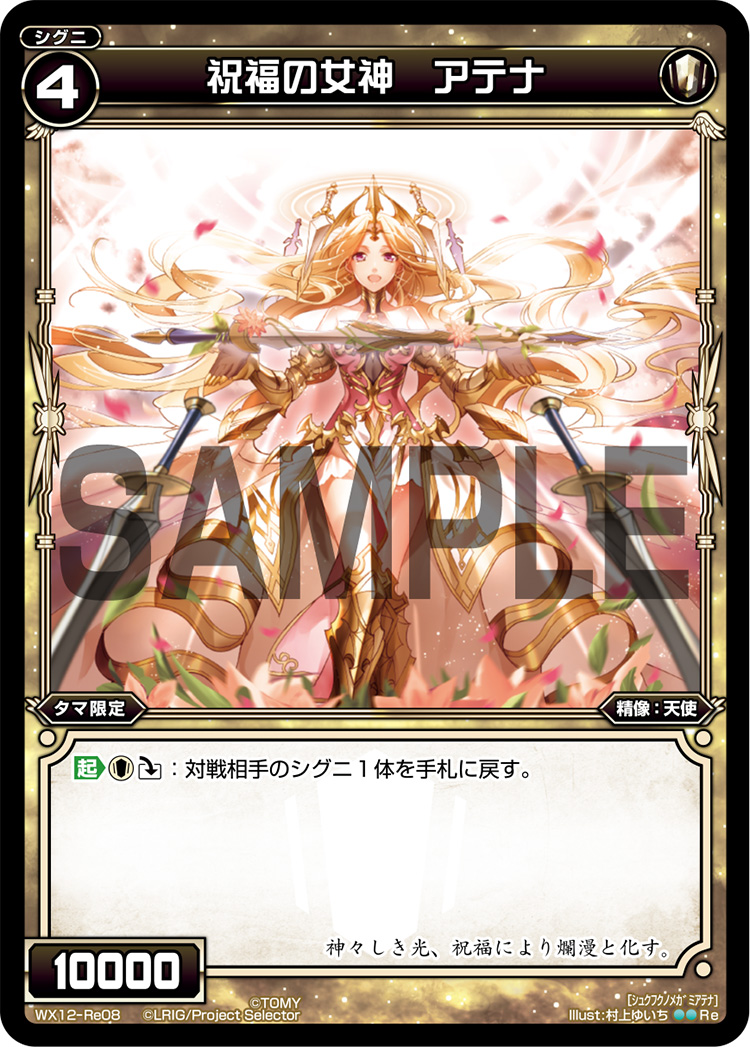 シグニ
4
祝福の女神 アテナ
SAMPLE
タマ限定
精像：天使
起：対戦相手のシグニ１体を手札に戻す。
神々しき光、祝福により爛漫と化す。
10000
[シュクフクノメガミアテナ]
©TOMY
WX12-Re08 ©LRIG/Project Selector
Illust:村上ゆいち Re